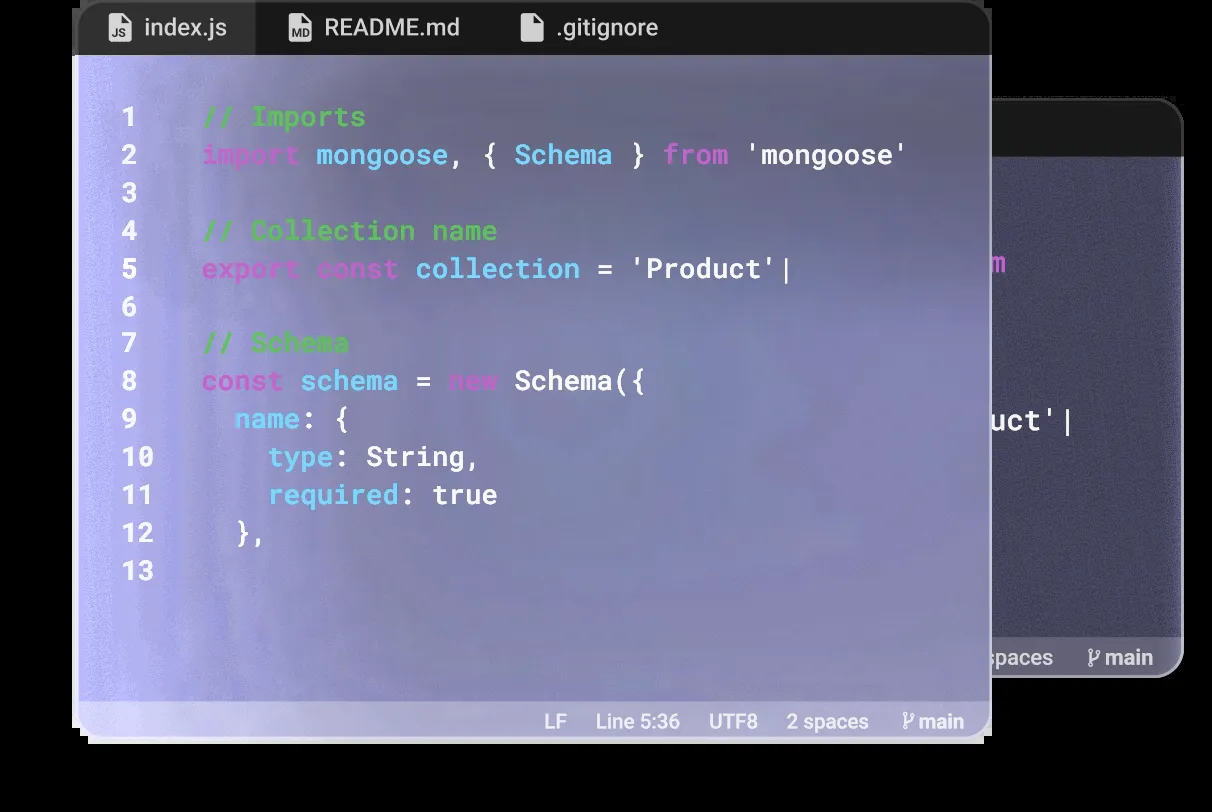 index.js README.md .gitignore
1 // Imports
2 import mongoose, { Schema } from 'mongoose'
3
4 // Collection name
5 export const collection = 'Product'|
6
7 // Schema
8 const schema = new Schema({
9   name: {
10     type: String,
11     required: true
12   },
13
LF Line 5:36 UTF8 2 spaces main
m
uct'|
spaces main